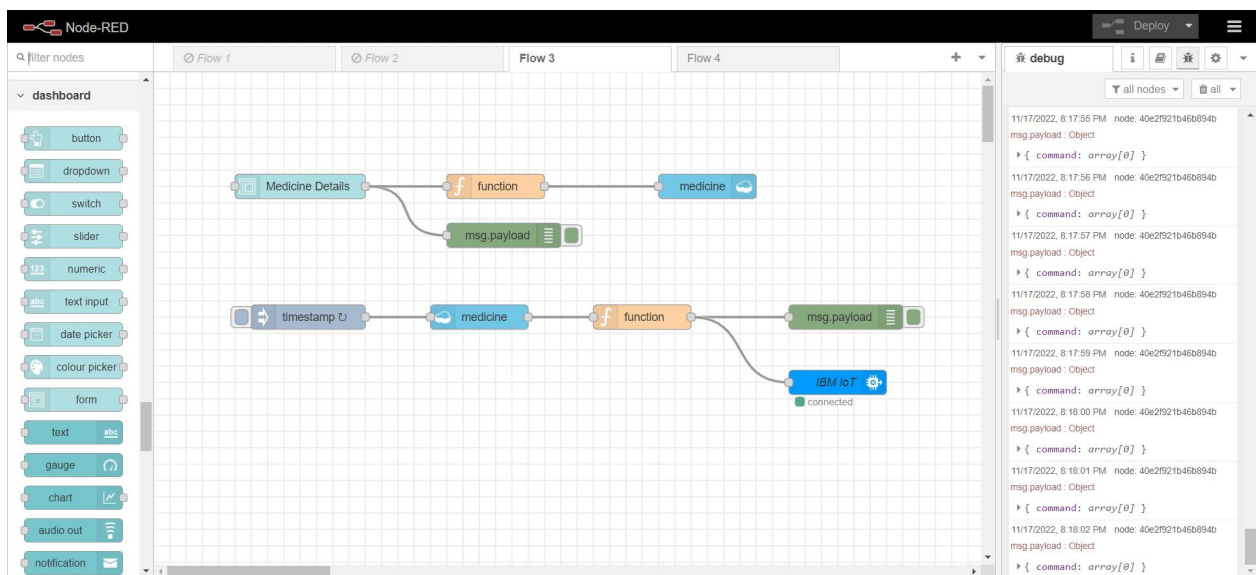 Node-RED
Deploy
filter nodes
Flow 1
Flow 2
Flow 3
Flow 4
debug
i
all nodes
all
dashboard
button
dropdown
switch
slider
123 numeric
abc text input
date picker
colour picker
form
text abc
gauge
chart
audio out
notification
Medicine Details
f function
medicine
msg.payload
timestamp ↻
medicine
f function
msg.payload
IBM IoT
connected
11/17/2022, 8:17:55 PM node: 40e2f921b46b894b
msg.payload : Object
{ command: array[0] }
11/17/2022, 8:17:56 PM node: 40e2f921b46b894b
msg.payload : Object
{ command: array[0] }
11/17/2022, 8:17:57 PM node: 40e2f921b46b894b
msg.payload : Object
{ command: array[0] }
11/17/2022, 8:17:58 PM node: 40e2f921b46b894b
msg.payload : Object
{ command: array[0] }
11/17/2022, 8:17:59 PM node: 40e2f921b46b894b
msg.payload : Object
{ command: array[0] }
11/17/2022, 8:18:00 PM node: 40e2f921b46b894b
msg.payload : Object
{ command: array[0] }
11/17/2022, 8:18:01 PM node: 40e2f921b46b894b
msg.payload : Object
{ command: array[0] }
11/17/2022, 8:18:02 PM node: 40e2f921b46b894b
msg.payload : Object
{ command: array[0] }